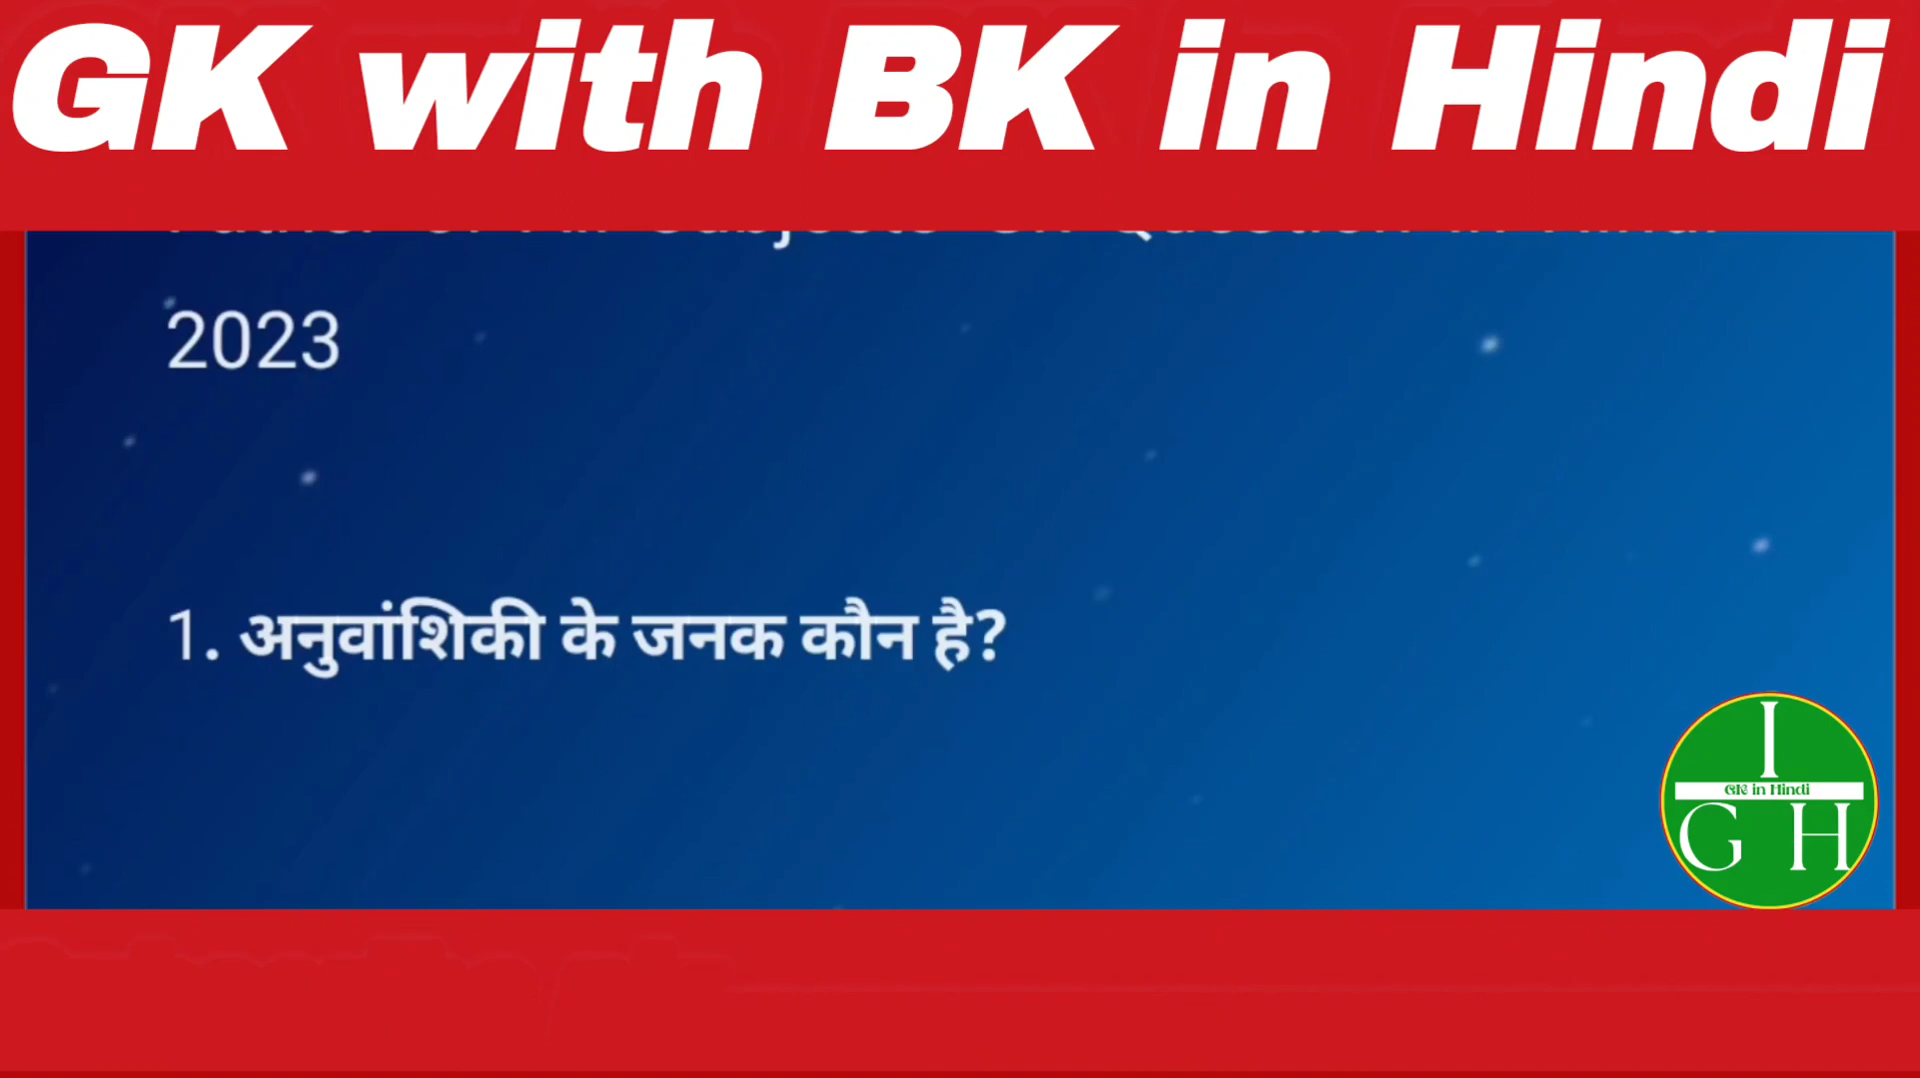 GK with BK in Hindi
2023
1. अनुवांशिकी के जनक कौन है?
I
GK in Hindi
G H